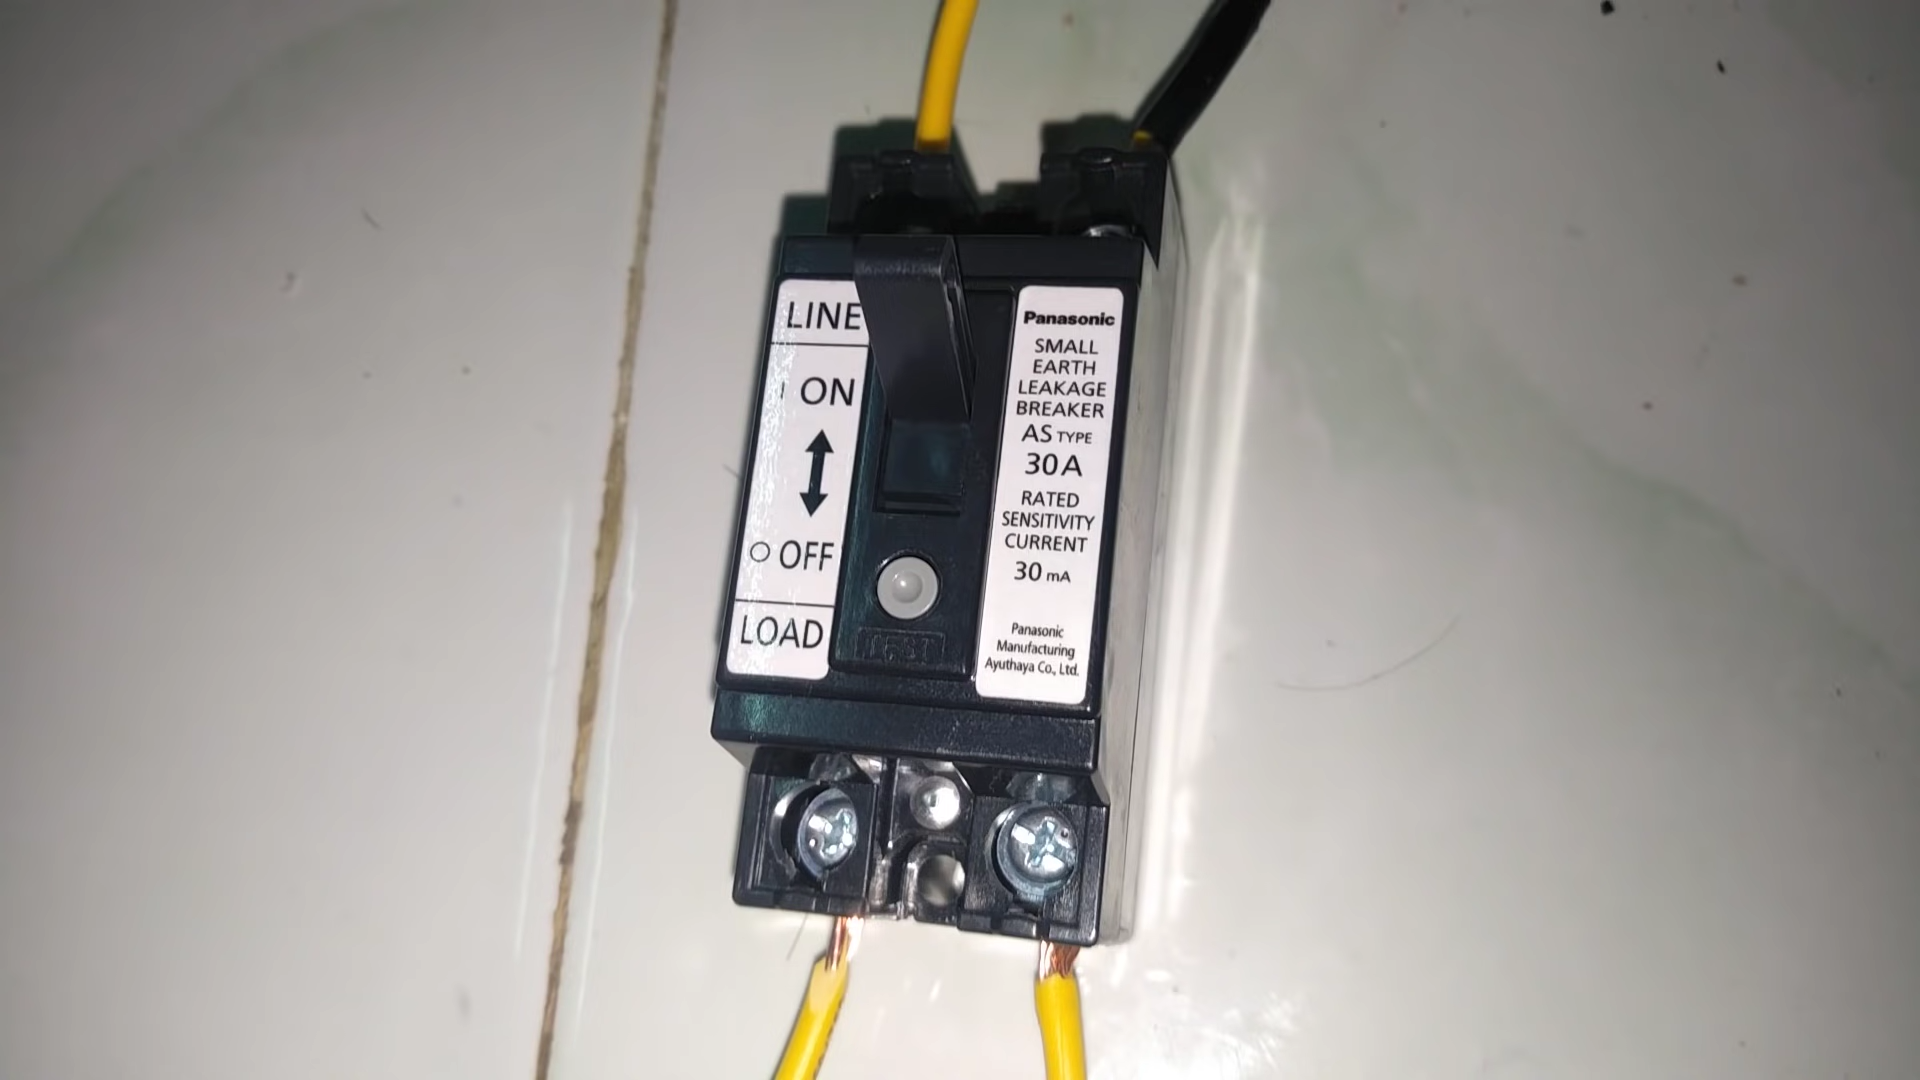 LINE
I ON
O OFF
LOAD
TEST
Panasonic
SMALL
EARTH
LEAKAGE
BREAKER
AS TYPE
30A
RATED
SENSITIVITY
CURRENT
30 mA
Panasonic
Manufacturing
Ayuthaya Co., Ltd.